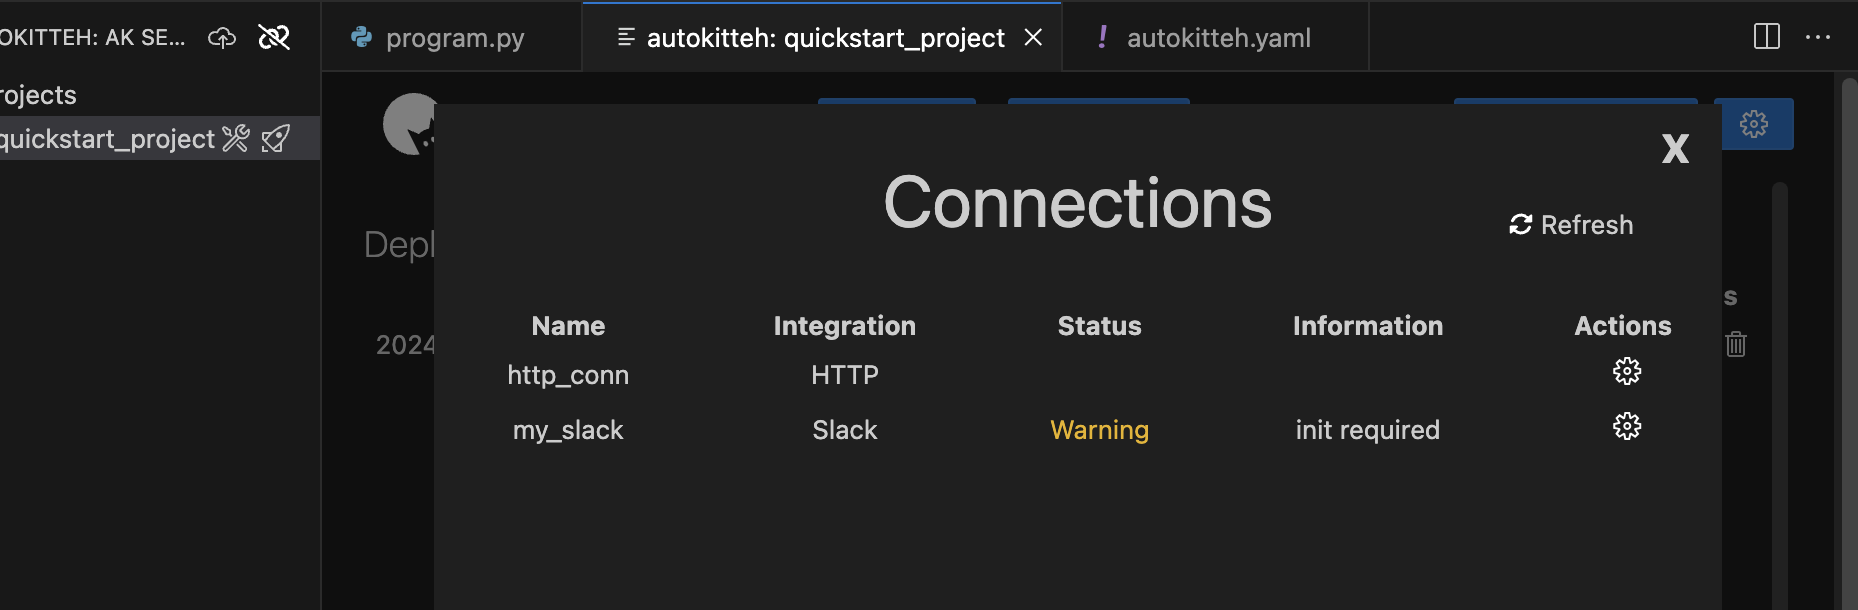 OKITTEH: AK SE...
program.py
autokitteh: quickstart_project
! autokitteh.yaml
rojects
quickstart_project
X
Connections
Refresh
Depl
s
Name Integration Status Information Actions
2024
http_conn HTTP
my_slack Slack Warning init required